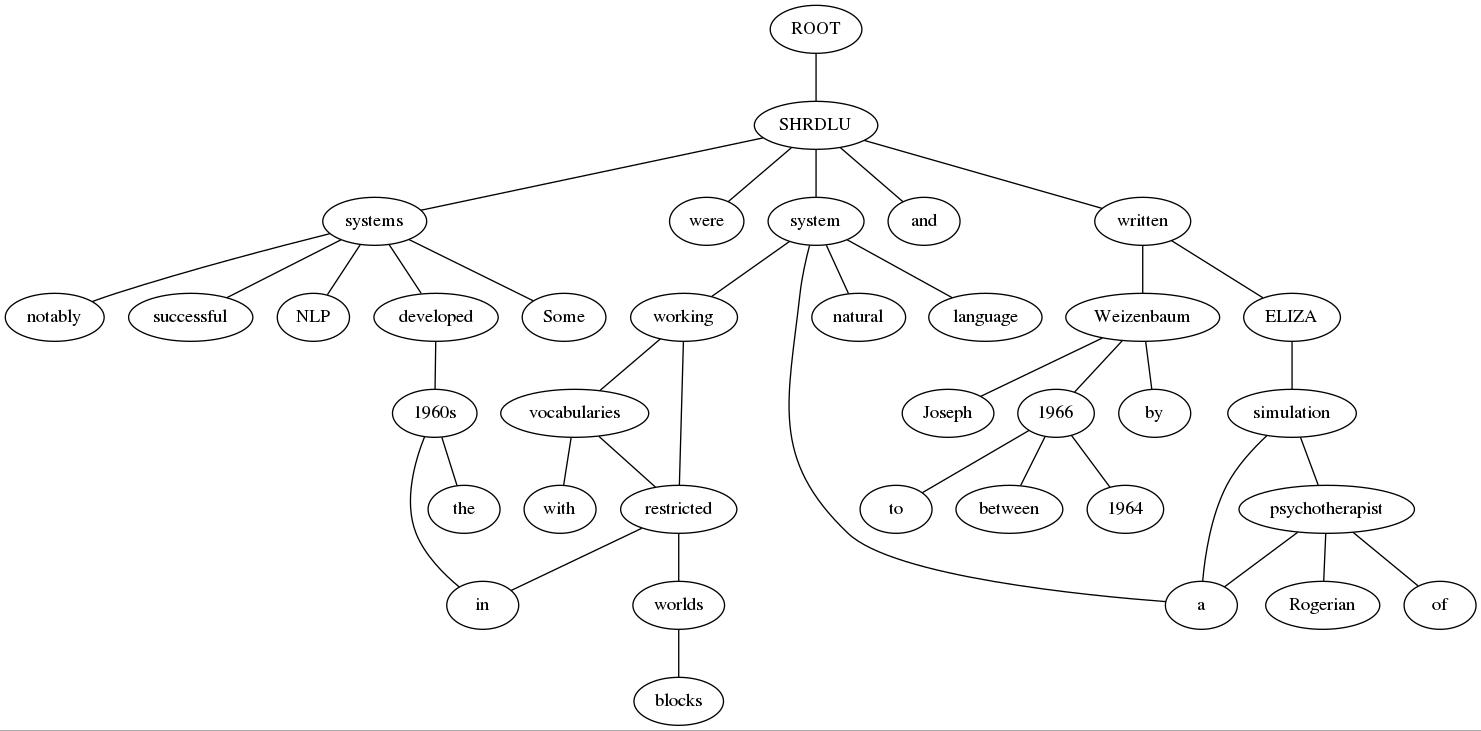 ROOT
SHRDLU
systems
were
system
and
written
notably
successful
NLP
developed
Some
working
natural
language
Weizenbaum
ELIZA
1960s
vocabularies
Joseph
1966
by
simulation
the
with
restricted
to
between
1964
psychotherapist
in
worlds
a
Rogerian
of
blocks